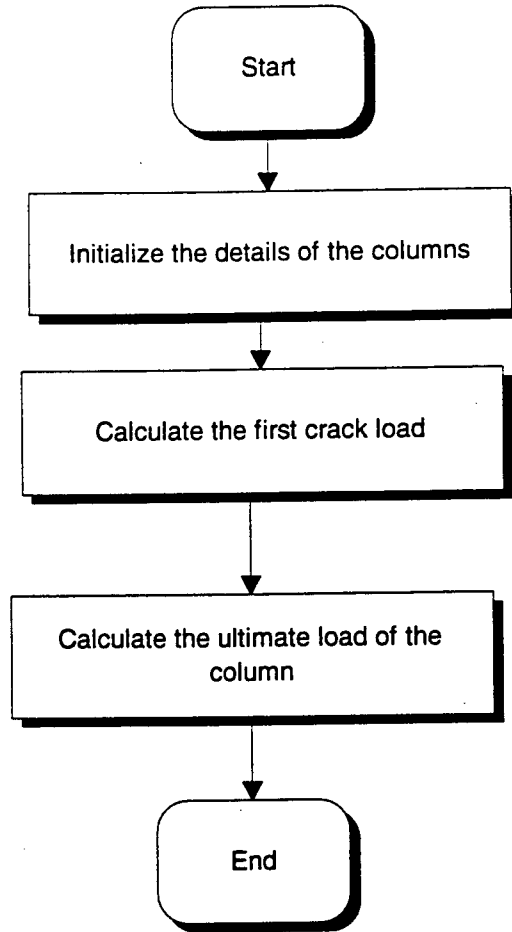 Start
Initialize the details of the columns
Calculate the first crack load
Calculate the ultimate load of the
column
End